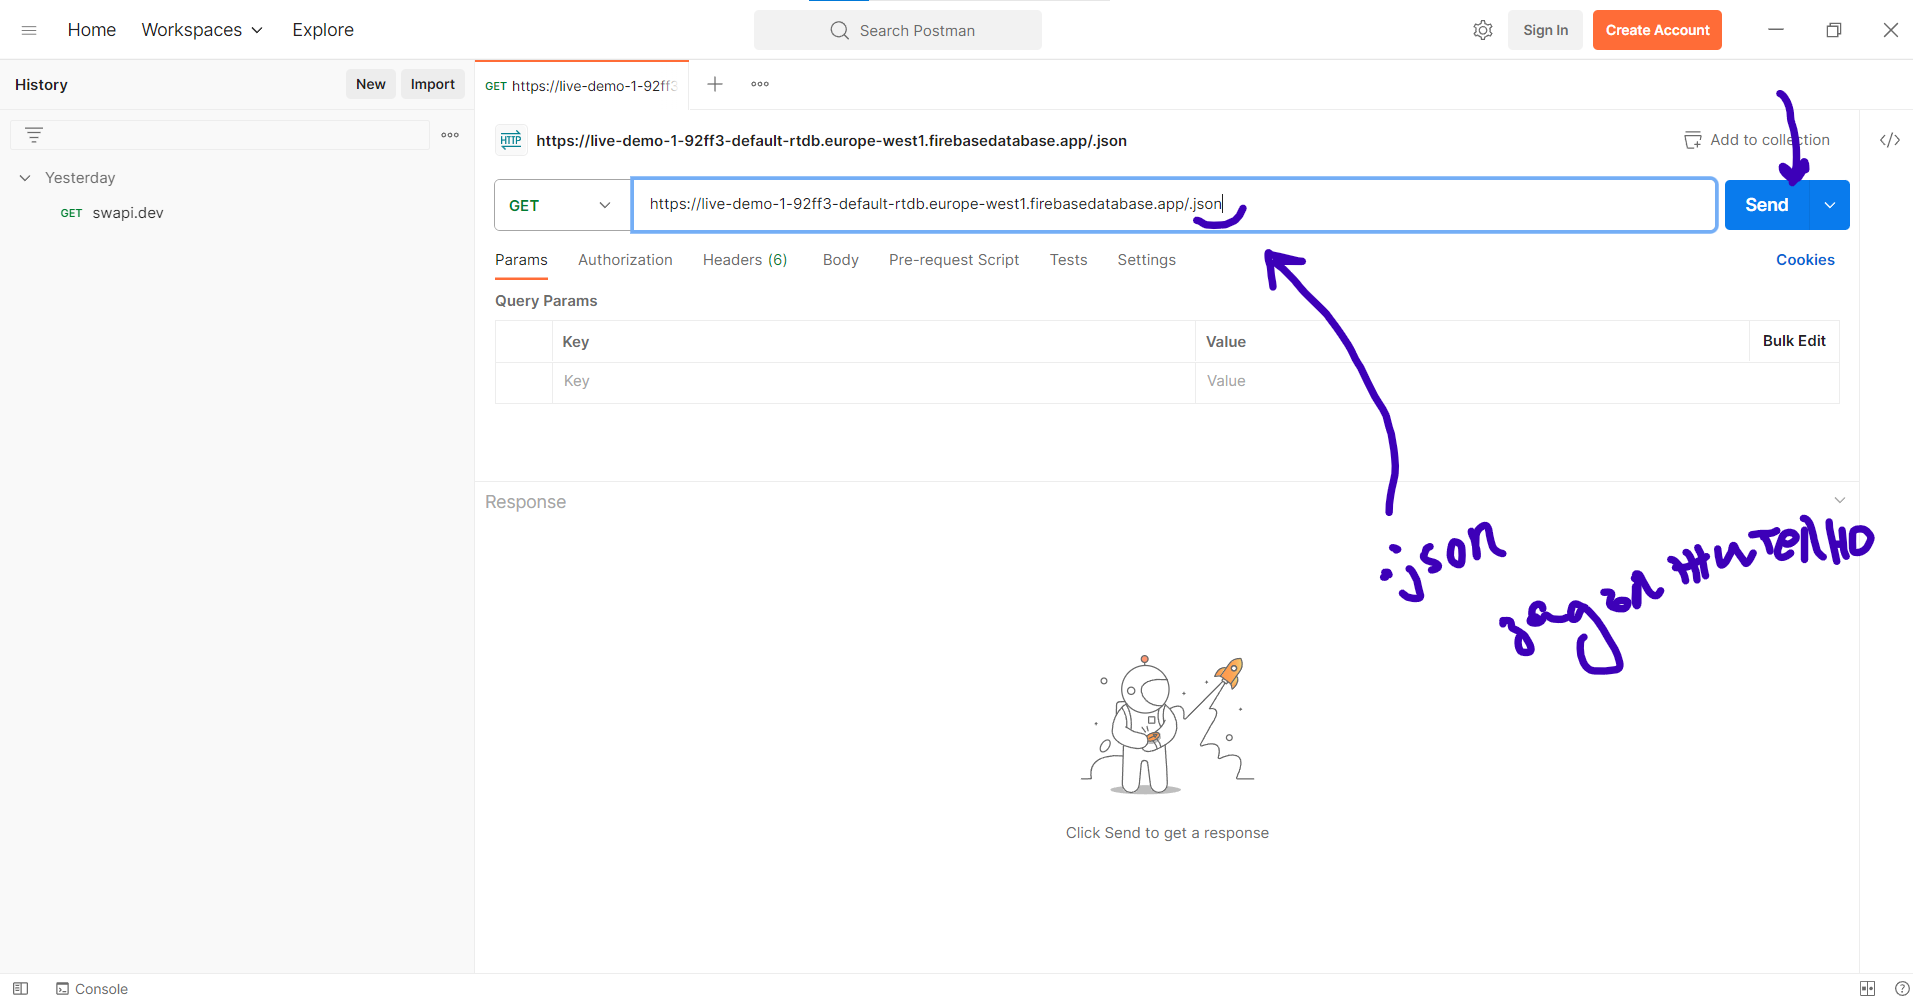 Home Workspaces Explore
Search Postman
Sign In Create Account
History New Import
GET https://live-demo-1-92ff3
HTTP https://live-demo-1-92ff3-default-rtdb.europe-west1.firebasedatabase.app/.json
Add to collection
Yesterday
GET swapi.dev
GET https://live-demo-1-92ff3-default-rtdb.europe-west1.firebasedatabase.app/.json
Send
Params Authorization Headers (6) Body Pre-request Script Tests Settings
Cookies
Query Params
Key Value Bulk Edit
Key Value
Response
.json
Click Send to get a response
Console